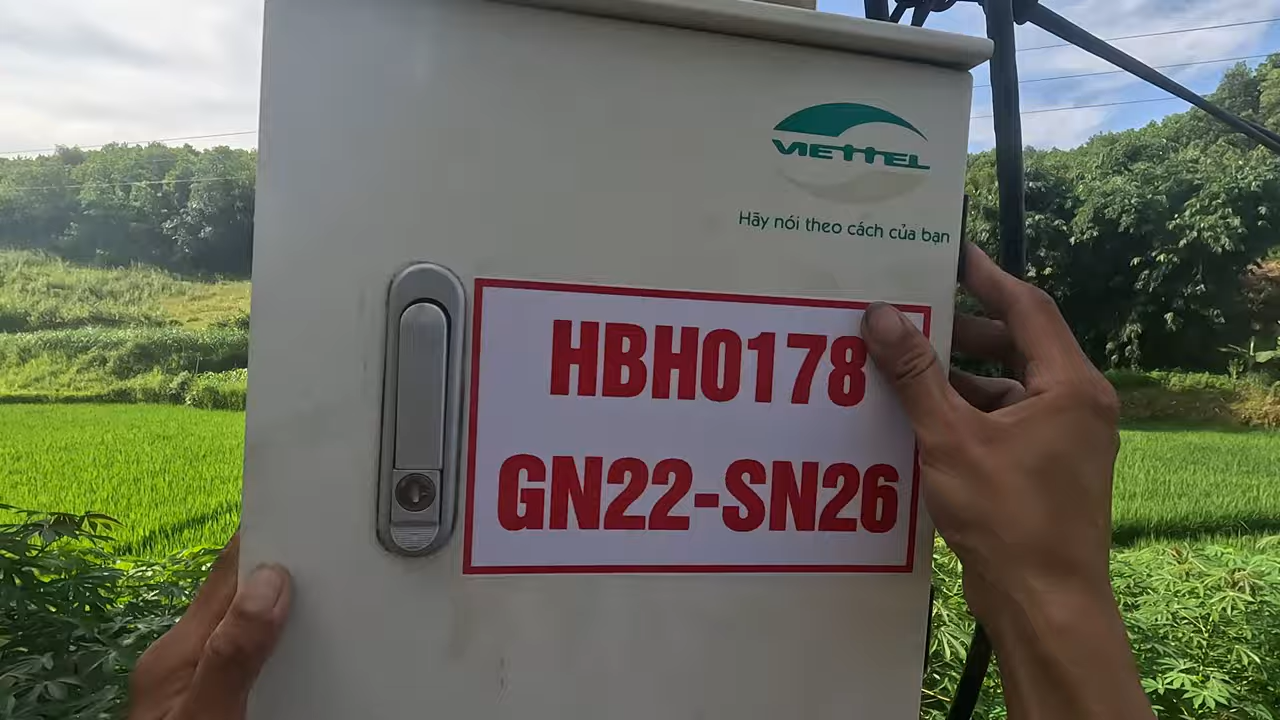 VIETTEL
Hãy nói theo cách của bạn
HBH0178
GN22-SN26